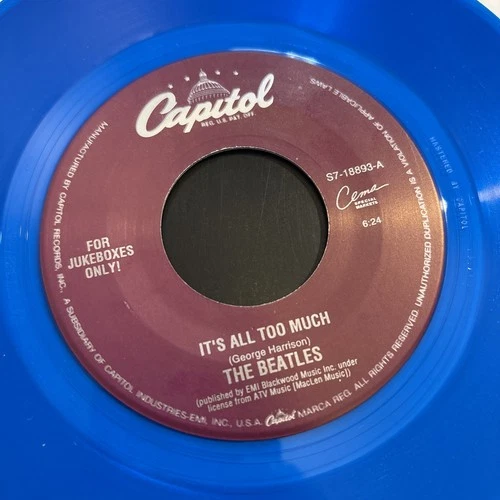 Capitol
REG. U.S. PAT. OFF.
S7-18893-A
Cema
SPECIAL
MARKETS
6:24
FOR
JUKEBOXES
ONLY!
IT'S ALL TOO MUCH
(George Harrison)
THE BEATLES
(published by EMI Blackwood Music Inc. under
license from ATV Music (MacLen Music))
MANUFACTURED BY CAPITOL RECORDS, INC., A SUBSIDIARY OF CAPITOL INDUSTRIES-EMI, INC., U.S.A. Capitol MARCA REG. ALL RIGHTS RESERVED. UNAUTHORIZED DUPLICATION IS A VIOLATION OF APPLICABLE LAWS.
MASTERED AT CAPITOL